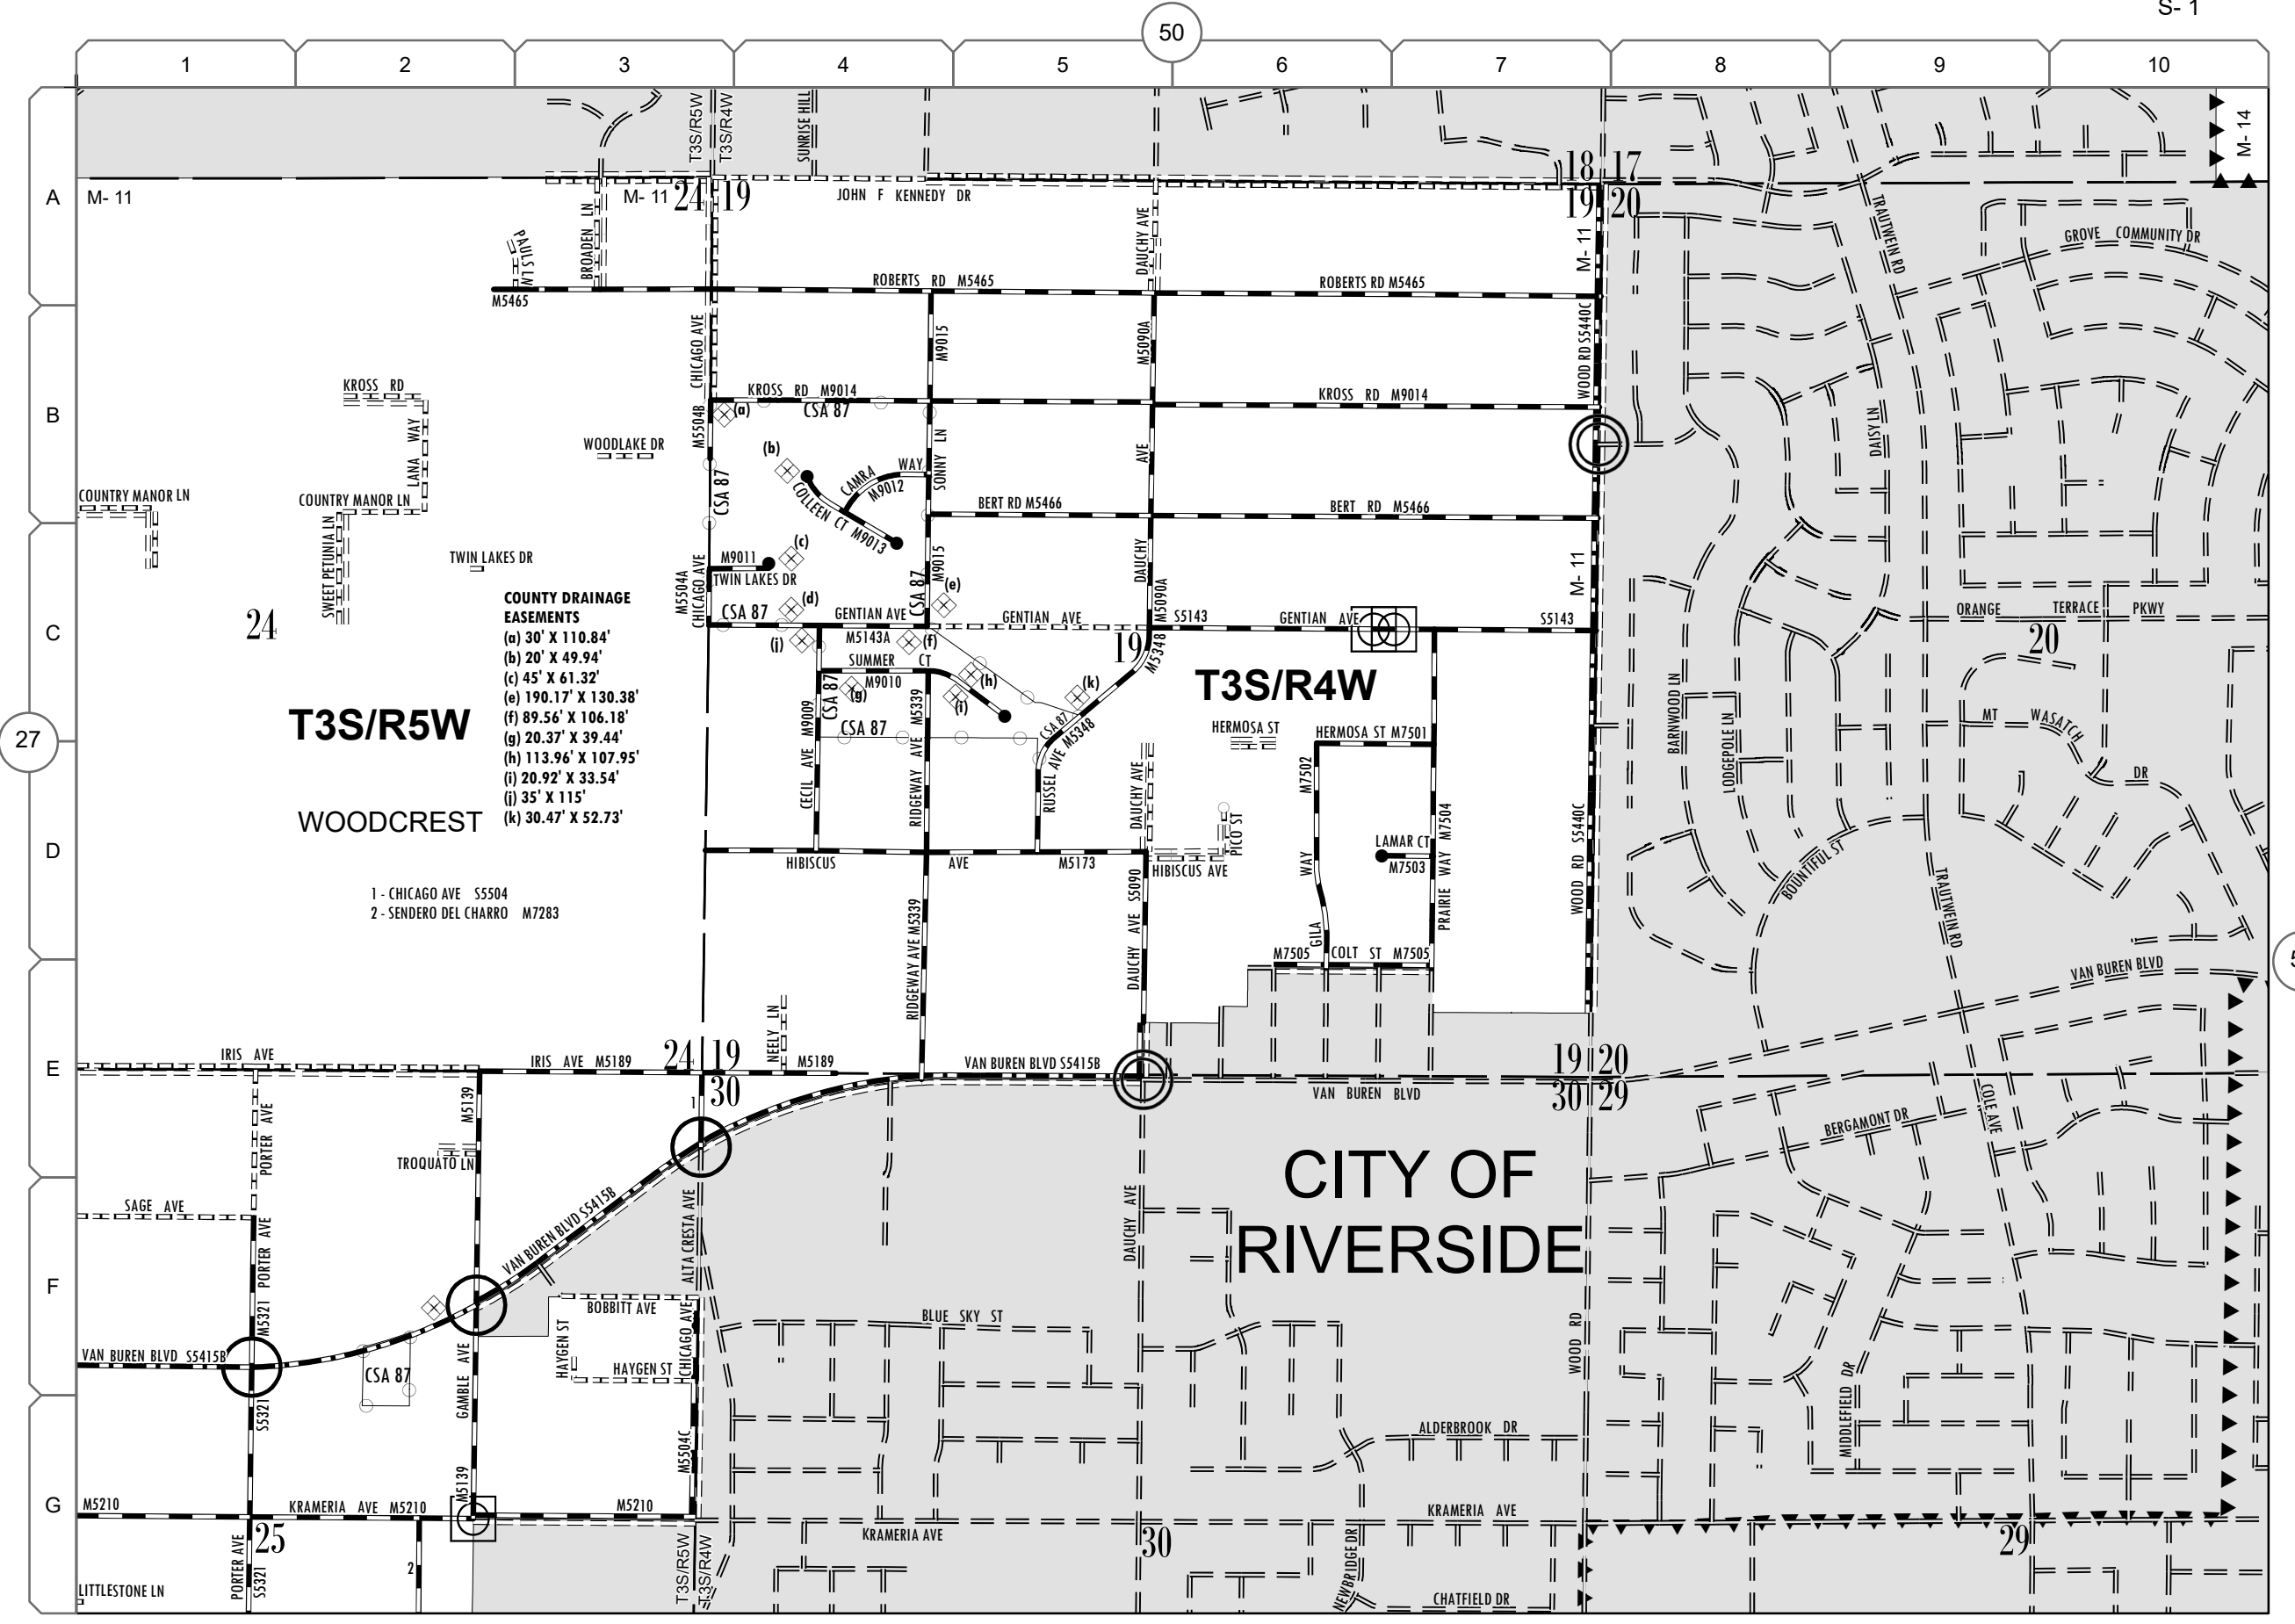 S- 1
50
1 2 3 4 5 6 7 8 9 10
A
B
C
D
E
F
G
27
T3S/R5W
T3S/R4W
SUNRISE HILL
M- 14
18 17
M- 11
M- 11
24 19
JOHN F KENNEDY DR
19 20
PAULS LN
BROADEN LN
DAUCHY AVE
M- 11
TRAUTWEIN RD
GROVE COMMUNITY DR
M5465
ROBERTS RD M5465
ROBERTS RD M5465
CHICAGO AVE
M9015
M5090A
WOOD RD S5440C
KROSS RD
LANA WAY
KROSS RD M9014
CSA 87
KROSS RD M9014
M5504B
(a)
WOODLAKE DR
(b)
CAMRA WAY
M9012
SONNY LN
AVE
DAISY LN
COUNTRY MANOR LN
COUNTRY MANOR LN
CSA 87
COLLEEN CT M9013
BERT RD M5466
BERT RD M5466
SWEET PETUNIA LN
TWIN LAKES DR
M9011
TWIN LAKES DR
(c)
M9015
DAUCHY
M- 11
M5504A
CHICAGO AVE
CSA 87
(d)
GENTIAN AVE
CSA 87
(e)
GENTIAN AVE
M5090A
S5143
GENTIAN AVE
S5143
ORANGE TERRACE PKWY
24
COUNTY DRAINAGE
EASEMENTS
(a) 30' X 110.84'
(b) 20' X 49.94'
(c) 45' X 61.32'
(e) 190.17' X 130.38'
(f) 89.56' X 106.18'
(g) 20.37' X 39.44'
(h) 113.96' X 107.95'
(i) 20.92' X 33.54'
(j) 35' X 115'
(k) 30.47' X 52.73'
(j)
M5143A
(f)
19
M5348
20
SUMMER CT
M9010
(g)
(h)
(i)
(k)
CSA 87
M9009
M5339
CSA 87
CSA 87
T3S/R5W
T3S/R4W
BARNWOOD LN
LODGEPOLE LN
MT WASATCH DR
HERMOSA ST
HERMOSA ST M7501
CECIL AVE
RIDGEWAY AVE
RUSSEL AVE M5348
DAUCHY AVE
M7502
WOODCREST
PICO ST
LAMAR CT
M7503
PRAIRIE WAY M7504
WOOD RD S5440C
BOUNTIFUL ST
HIBISCUS AVE M5173
HIBISCUS AVE
WAY
GILA
1 - CHICAGO AVE S5504
2 - SENDERO DEL CHARRO M7283
RIDGEWAY AVE M5339
DAUCHY AVE S5090
M7505 COLT ST M7505
TRAUTWEIN RD
VAN BUREN BLVD
NEELY LN
IRIS AVE
IRIS AVE M5189
24 19
30
M5189
VAN BUREN BLVD S5415B
19 20
30 29
VAN BUREN BLVD
1
M5139
PORTER AVE
TROQUATO LN
BERGAMONT DR
COLE AVE
CITY OF
RIVERSIDE
SAGE AVE
VAN BUREN BLVD S5415B
ALTA CRESTA AVE
DAUCHY AVE
M5321 PORTER AVE
BOBBITT AVE
BLUE SKY ST
WOOD RD
VAN BUREN BLVD S5415B
CSA 87
GAMBLE AVE
HAYGEN ST
HAYGEN ST
CHICAGO AVE
S5321
M5504C
ALDERBROOK DR
MIDDLEFIELD DR
M5139
M5210
KRAMERIA AVE M5210
M5210
KRAMERIA AVE
KRAMERIA AVE
25
30
29
PORTER AVE
S5321
2
T3S/R5W
T3S/R4W
NEWBRIDGE DR
LITTLESTONE LN
CHATFIELD DR